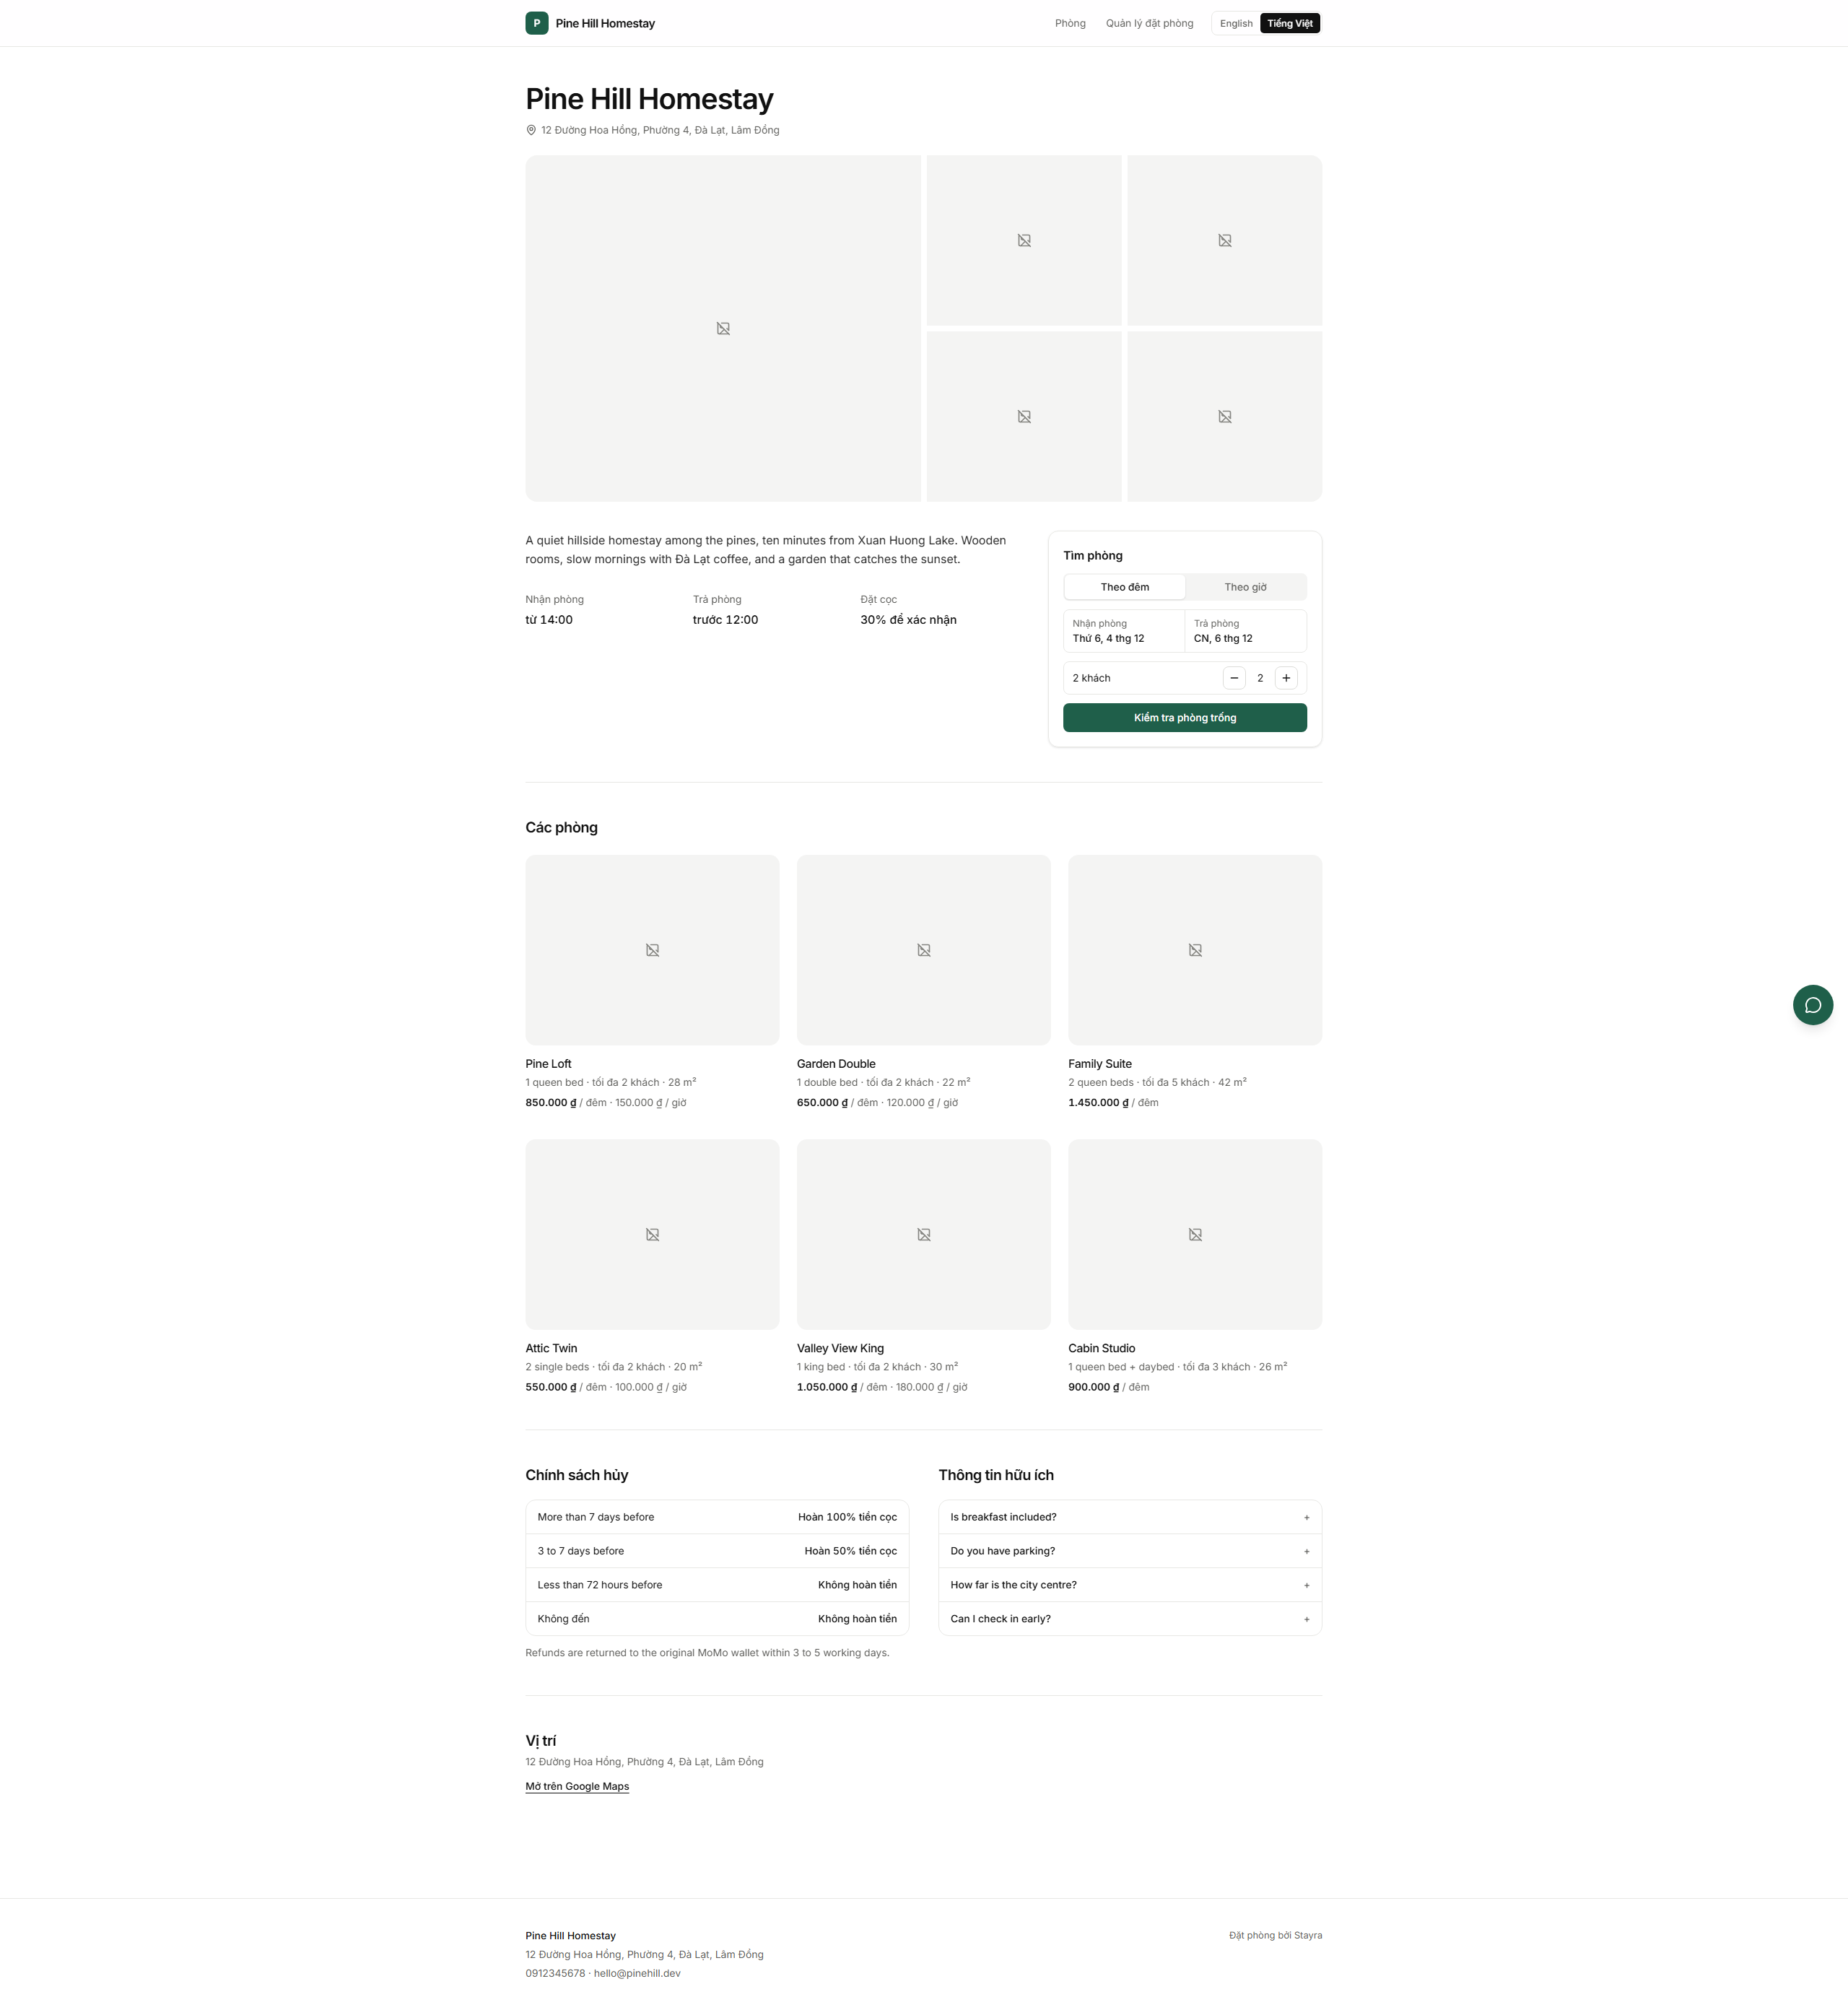 P Pine Hill Homestay
Phòng Quản lý đặt phòng English Tiếng Việt
Pine Hill Homestay
12 Đường Hoa Hồng, Phường 4, Đà Lạt, Lâm Đồng
A quiet hillside homestay among the pines, ten minutes from Xuan Huong Lake. Wooden
rooms, slow mornings with Đà Lạt coffee, and a garden that catches the sunset.
Nhận phòng
từ 14:00
Trả phòng
trước 12:00
Đặt cọc
30% để xác nhận
Tìm phòng
Theo đêm Theo giờ
Nhận phòng
Thứ 6, 4 thg 12
Trả phòng
CN, 6 thg 12
2 khách 2
Kiểm tra phòng trống
Các phòng
Pine Loft
1 queen bed · tối đa 2 khách · 28 m²
850.000 ₫ / đêm · 150.000 ₫ / giờ
Garden Double
1 double bed · tối đa 2 khách · 22 m²
650.000 ₫ / đêm · 120.000 ₫ / giờ
Family Suite
2 queen beds · tối đa 5 khách · 42 m²
1.450.000 ₫ / đêm
Attic Twin
2 single beds · tối đa 2 khách · 20 m²
550.000 ₫ / đêm · 100.000 ₫ / giờ
Valley View King
1 king bed · tối đa 2 khách · 30 m²
1.050.000 ₫ / đêm · 180.000 ₫ / giờ
Cabin Studio
1 queen bed + daybed · tối đa 3 khách · 26 m²
900.000 ₫ / đêm
Chính sách hủy
More than 7 days before Hoàn 100% tiền cọc
3 to 7 days before Hoàn 50% tiền cọc
Less than 72 hours before Không hoàn tiền
Không đến Không hoàn tiền
Refunds are returned to the original MoMo wallet within 3 to 5 working days.
Thông tin hữu ích
Is breakfast included? +
Do you have parking? +
How far is the city centre? +
Can I check in early? +
Vị trí
12 Đường Hoa Hồng, Phường 4, Đà Lạt, Lâm Đồng
Mở trên Google Maps
Pine Hill Homestay
12 Đường Hoa Hồng, Phường 4, Đà Lạt, Lâm Đồng
0912345678 · hello@pinehill.dev
Đặt phòng bởi Stayra